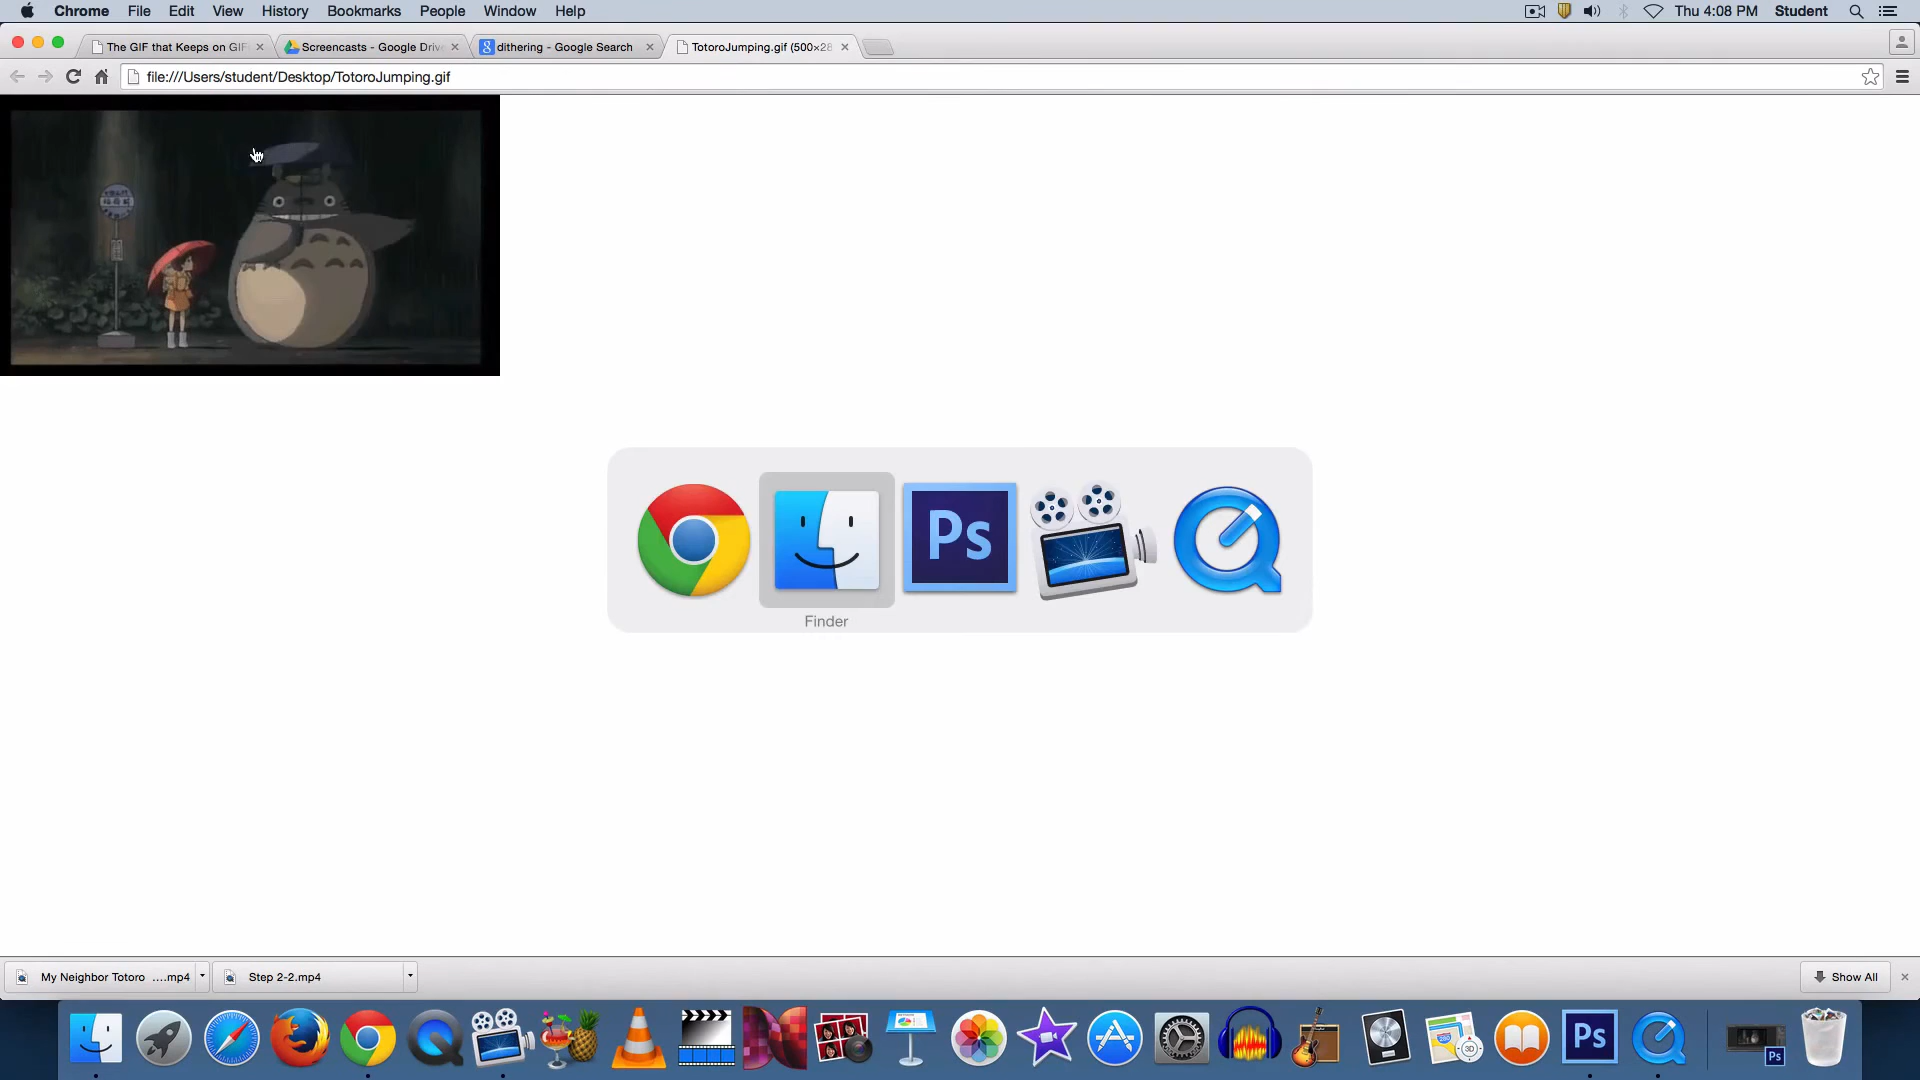 Chrome File Edit View History Bookmarks People Window Help Thu 4:08 PM Student
The GIF that Keeps on GIF Screencasts - Google Drive dithering - Google Search TotoroJumping.gif (500×28
file:///Users/student/Desktop/TotoroJumping.gif
Ps
Finder
My Neighbor Totoro ....mp4 Step 2-2.mp4 Show All
Ps
Ps